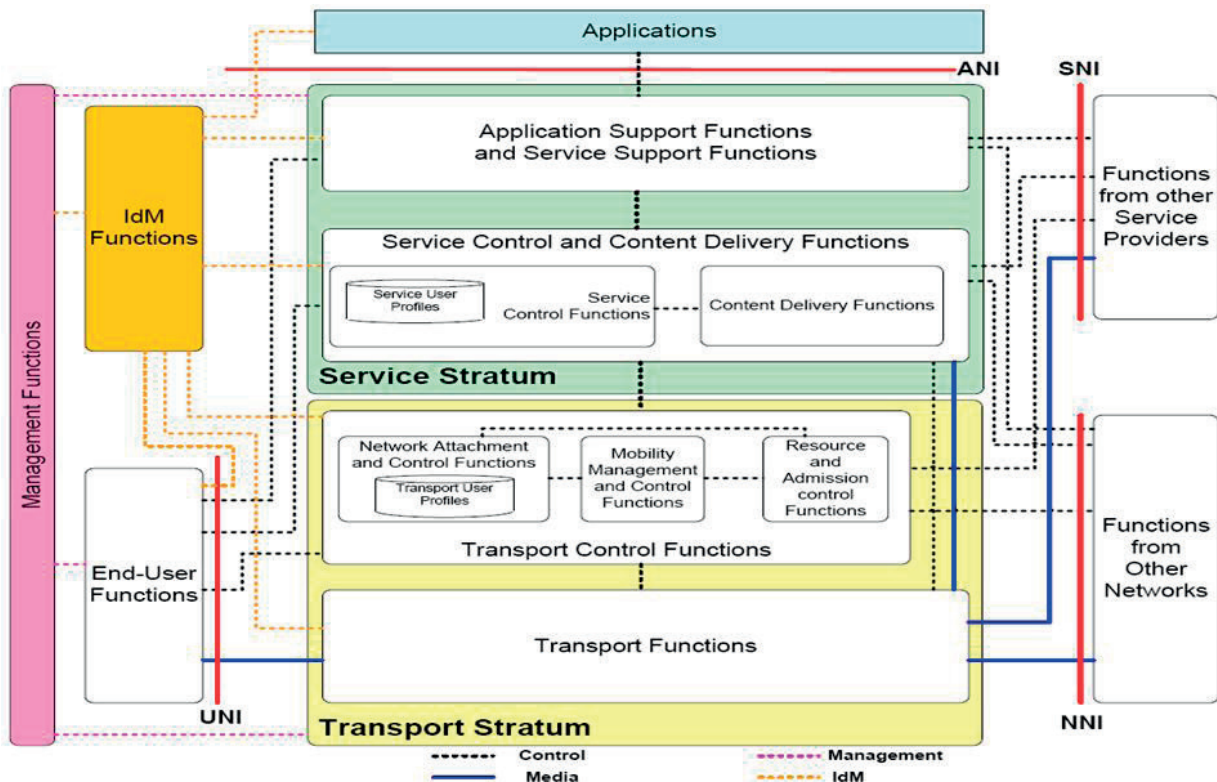 Applications
ANI
SNI
Management Functions
IdM
Functions
Application Support Functions
and Service Support Functions
Functions
from other
Service
Providers
Service Control and Content Delivery Functions
Service User
Profiles
Service
Control Functions
Content Delivery Functions
Service Stratum
Network Attachment
and Control Functions
Transport User
Profiles
Mobility
Management
and Control
Functions
Resource
and
Admission
control
Functions
Transport Control Functions
End-User
Functions
Functions
from
Other
Networks
Transport Functions
UNI
Transport Stratum
NNI
Control
Management
Media
IdM